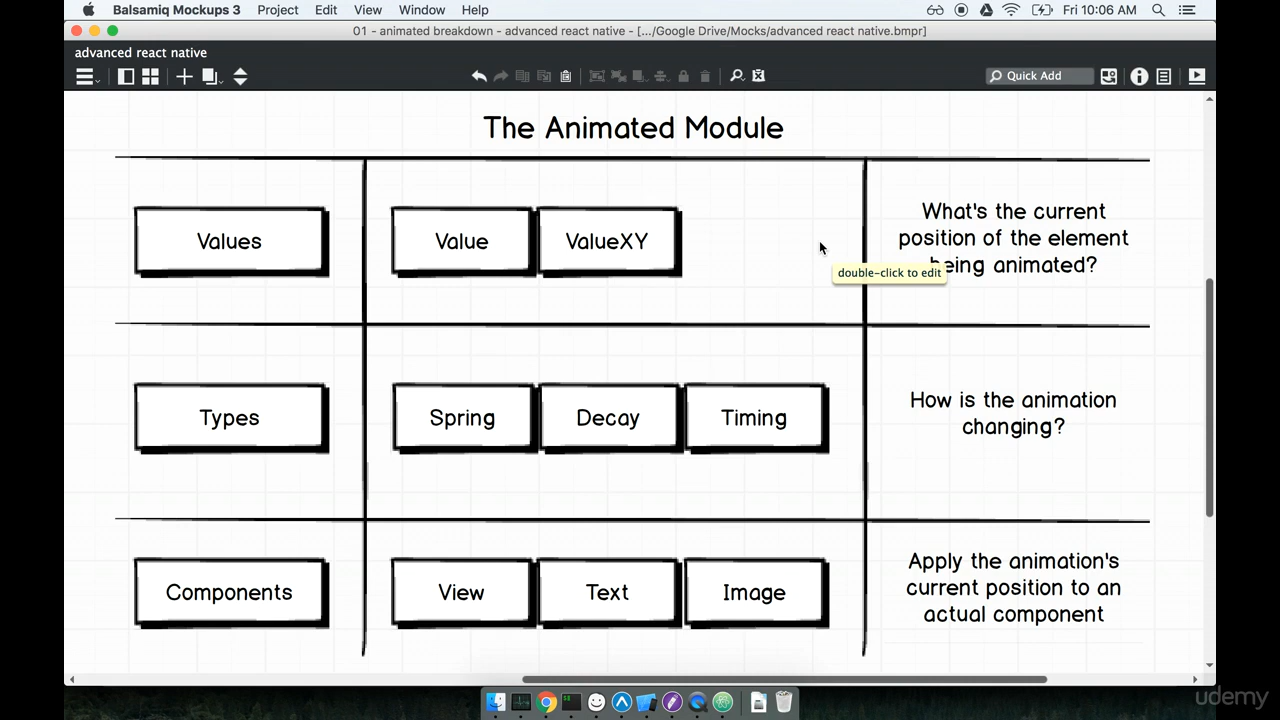 Balsamiq Mockups 3 Project Edit View Window Help Fri 10:06 AM
01 - animated breakdown - advanced react native - [.../Google Drive/Mocks/advanced react native.bmpr]
advanced react native
Quick Add
The Animated Module
Values
Value
ValueXY
What's the current
position of the element
being animated?
double-click to edit
Types
Spring
Decay
Timing
How is the animation
changing?
Components
View
Text
Image
Apply the animation's
current position to an
actual component
udemy